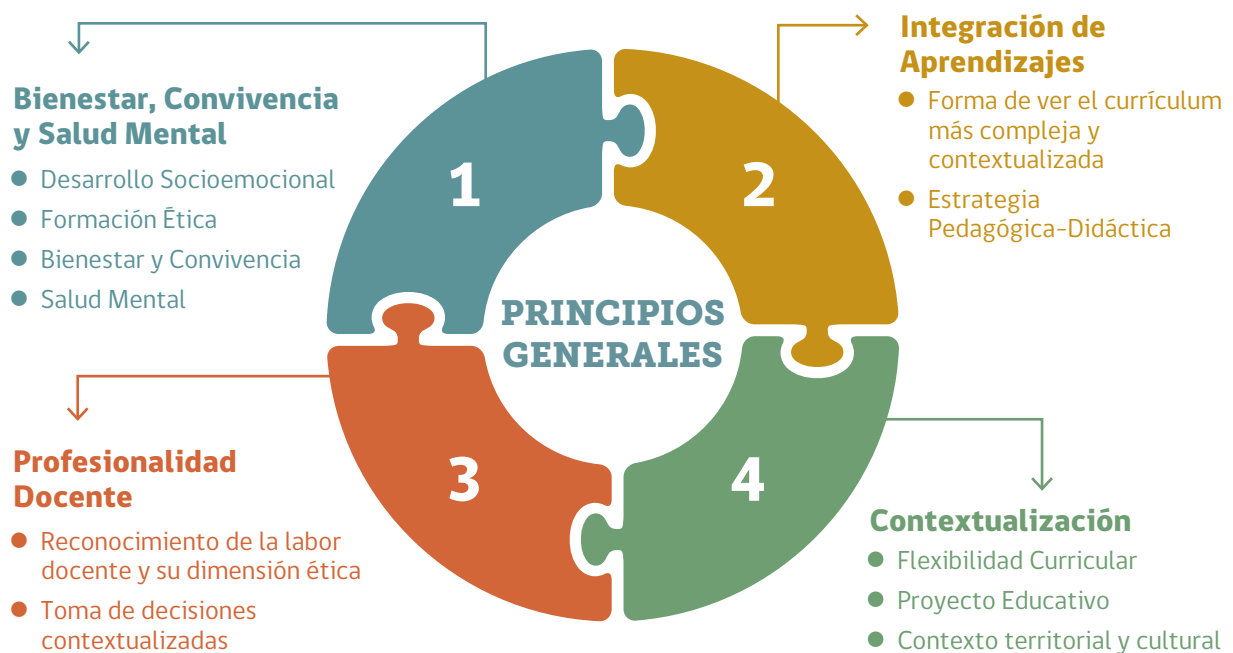 PRINCIPIOS
GENERALES
1
Bienestar, Convivencia
y Salud Mental
● Desarrollo Socioemocional
● Formación Ética
● Bienestar y Convivencia
● Salud Mental
2
Integración de
Aprendizajes
● Forma de ver el currículum
más compleja y
contextualizada
● Estrategia
Pedagógica-Didáctica
3
Profesionalidad
Docente
● Reconocimiento de la labor
docente y su dimensión ética
● Toma de decisiones
contextualizadas
4
Contextualización
● Flexibilidad Curricular
● Proyecto Educativo
● Contexto territorial y cultural